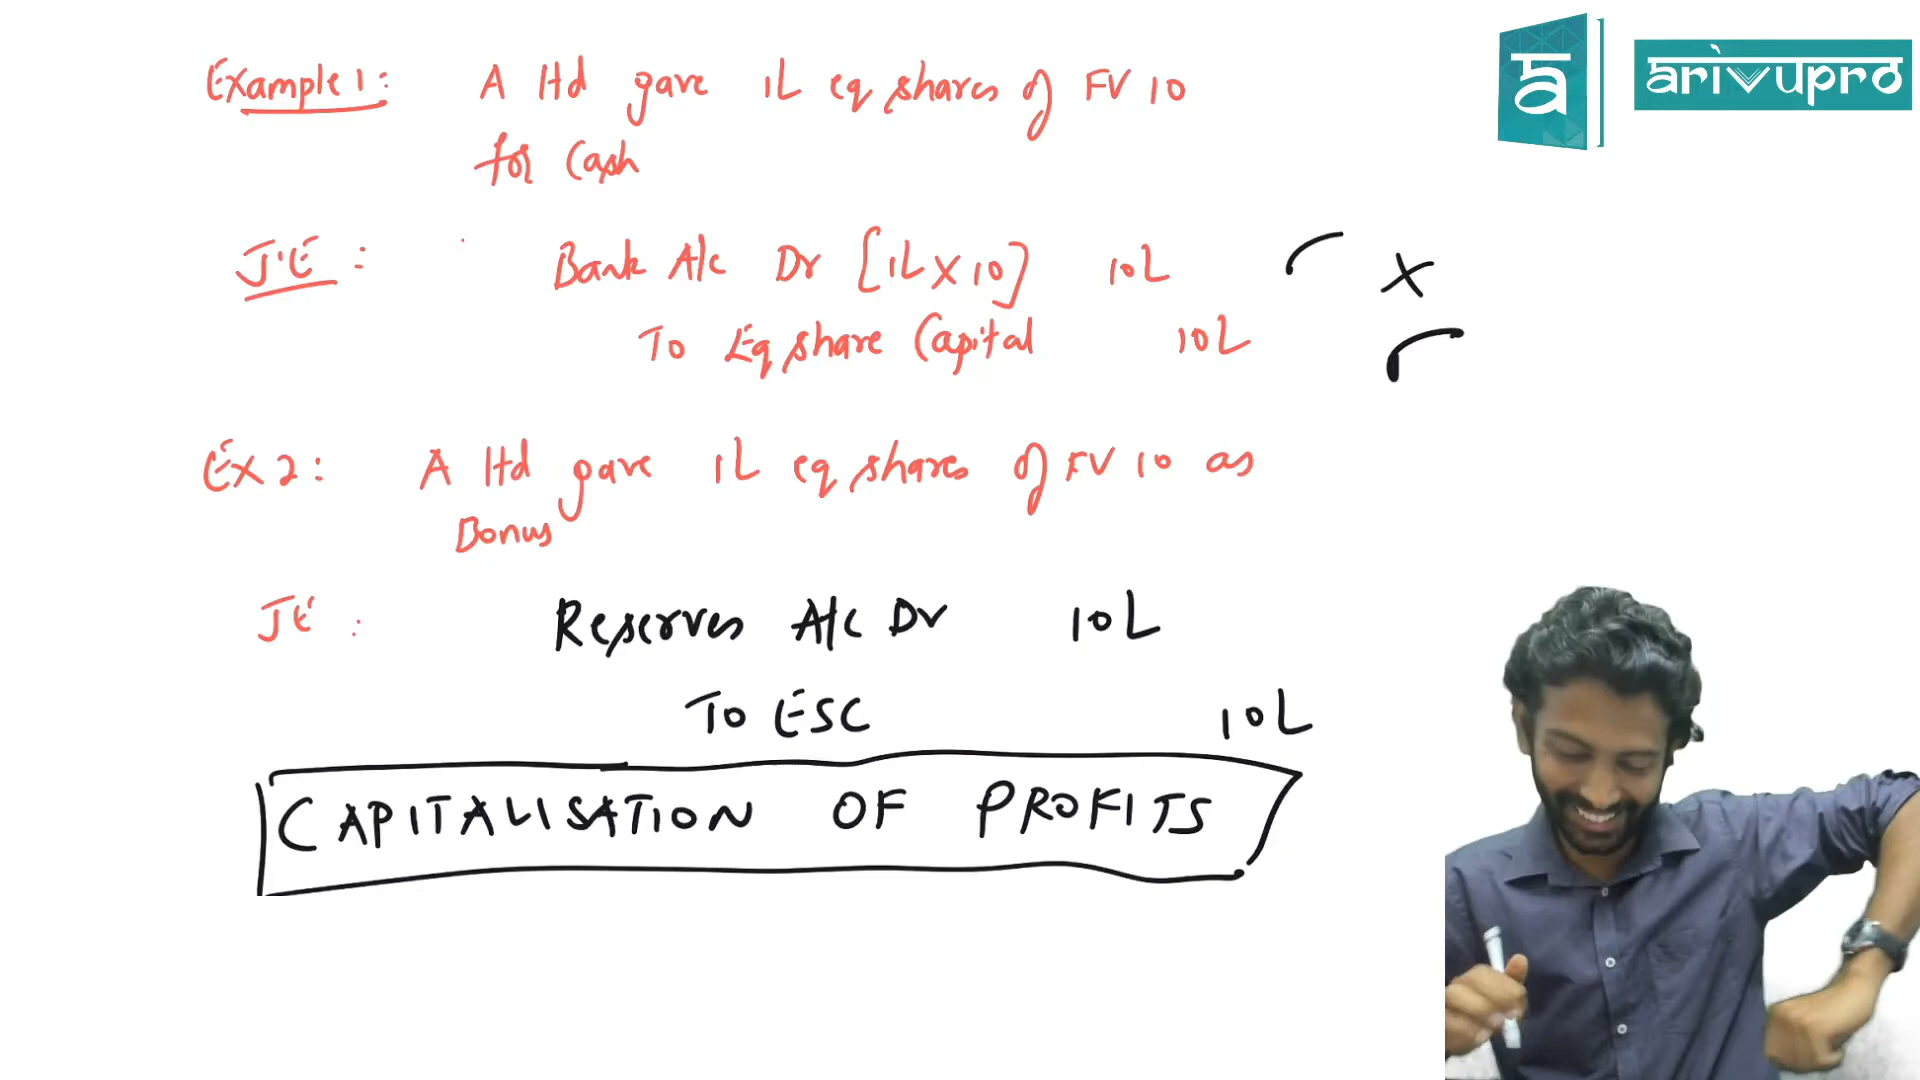 Example 1: A ltd gave 1L eq shares of FV 10
for Cash
JE: Bank A/c Dr [1L X 10] 10L
To Eq share Capital 10L
X
EX 2: A ltd gave 1L eq shares of FV 10 as
Bonus
JE: Reserves A/c Dr 10L
To ESC 10L
CAPITALISATION OF PROFITS
arivupro